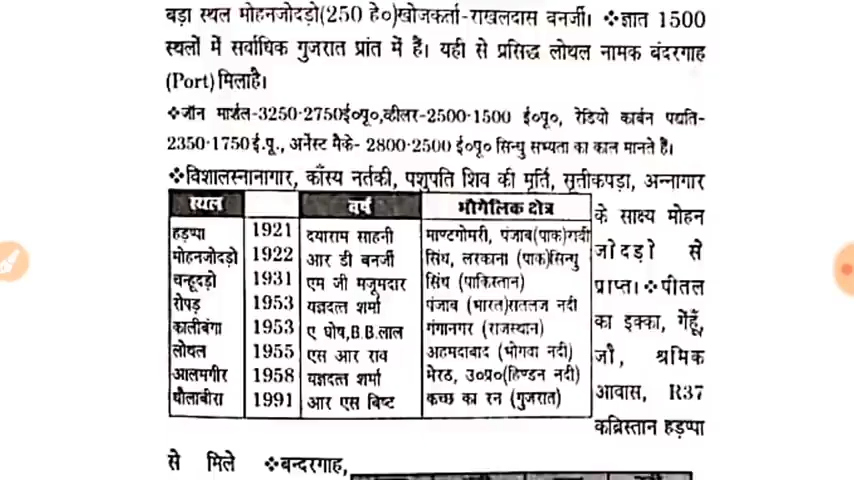 बड़ा स्थल मोहनजोदड़ो(250 हे०)खोजकर्ता-राखलदास वनर्जी। ❖ज्ञात 1500
स्थलों में सर्वाधिक गुजरात प्रांत में हैं। यही से प्रसिद्ध लोथल नामक बंदरगाह
(Port) मिलाहै।
❖जॉन मार्शल-3250-2750ई०पू०,व्हीलर-2500-1500 ई०पू०, रेडियो कार्बन पद्यति-
2350-1750ई.पू., अर्नेस्ट मैके- 2800-2500 ई०पू० सिन्धु सभ्यता का काल मानते है।
❖विशालस्नानागार, काँस्य नर्तकी, पशुपति शिव की मूर्ति, सूतीकपड़ा, अन्नागार
स्थल वर्ष भौगेलिक क्षेत्र
हड़प्पा 1921 दयाराम साहनी माण्टगोमरी, पंजाब(पाक)रावी
मोहनजोदड़ो 1922 आर डी बनर्जी सिंध, लरकाना (पाक)सिन्धु
चन्हूदड़ो 1931 एम जी मजूमदार सिंध (पाकिस्तान)
रोपड़ 1953 यज्ञदत्त शर्मा पंजाब (भारत)सतलज नदी
कालीबंगा 1953 ए घोष,B.B.लाल गंगानगर (राजस्थान)
लोथल 1955 एस आर राव अहमदाबाद (भोगवा नदी)
आलमगीर 1958 यज्ञदत्त शर्मा मेरठ, उ०प्र०(हिण्डन नदी)
धौलाबीरा 1991 आर एस बिष्ट कच्छ का रन (गुजरात)
के साक्ष्य मोहन
जोदड़ो से
प्राप्त। ❖पीतल
का इक्का, गेंहूँ,
जौ, श्रमिक
आवास, R37
कब्रिस्तान हड़प्पा
से मिले ❖बन्दरगाह,